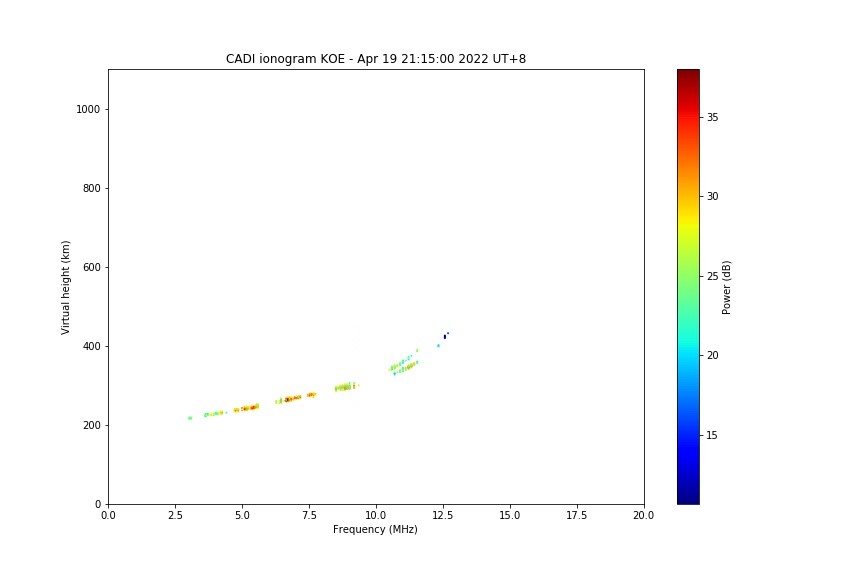 CADI ionogram KOE - Apr 19 21:15:00 2022 UT+8
1000
800
600
400
200
0
Virtual height (km)
0.0 2.5 5.0 7.5 10.0 12.5 15.0 17.5 20.0
Frequency (MHz)
35
30
25
20
15
Power (dB)